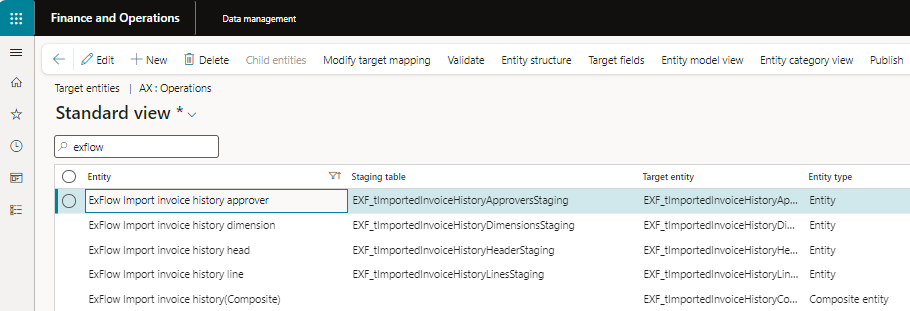 Finance and Operations Data management
Edit New Delete Child entities Modify target mapping Validate Entity structure Target fields Entity model view Entity category view Publish
Target entities | AX : Operations
Standard view *
exflow
Entity Staging table Target entity Entity type
ExFlow Import invoice history approver EXF_tImportedInvoiceHistoryApproversStaging EXF_tImportedInvoiceHistoryAp... Entity
ExFlow Import invoice history dimension EXF_tImportedInvoiceHistoryDimensionsStaging EXF_tImportedInvoiceHistoryDi... Entity
ExFlow Import invoice history head EXF_tImportedInvoiceHistoryHeaderStaging EXF_tImportedInvoiceHistoryHe... Entity
ExFlow Import invoice history line EXF_tImportedInvoiceHistoryLinesStaging EXF_tImportedInvoiceHistoryLin... Entity
ExFlow Import invoice history(Composite) EXF_tImportedInvoiceHistoryCo... Composite entity